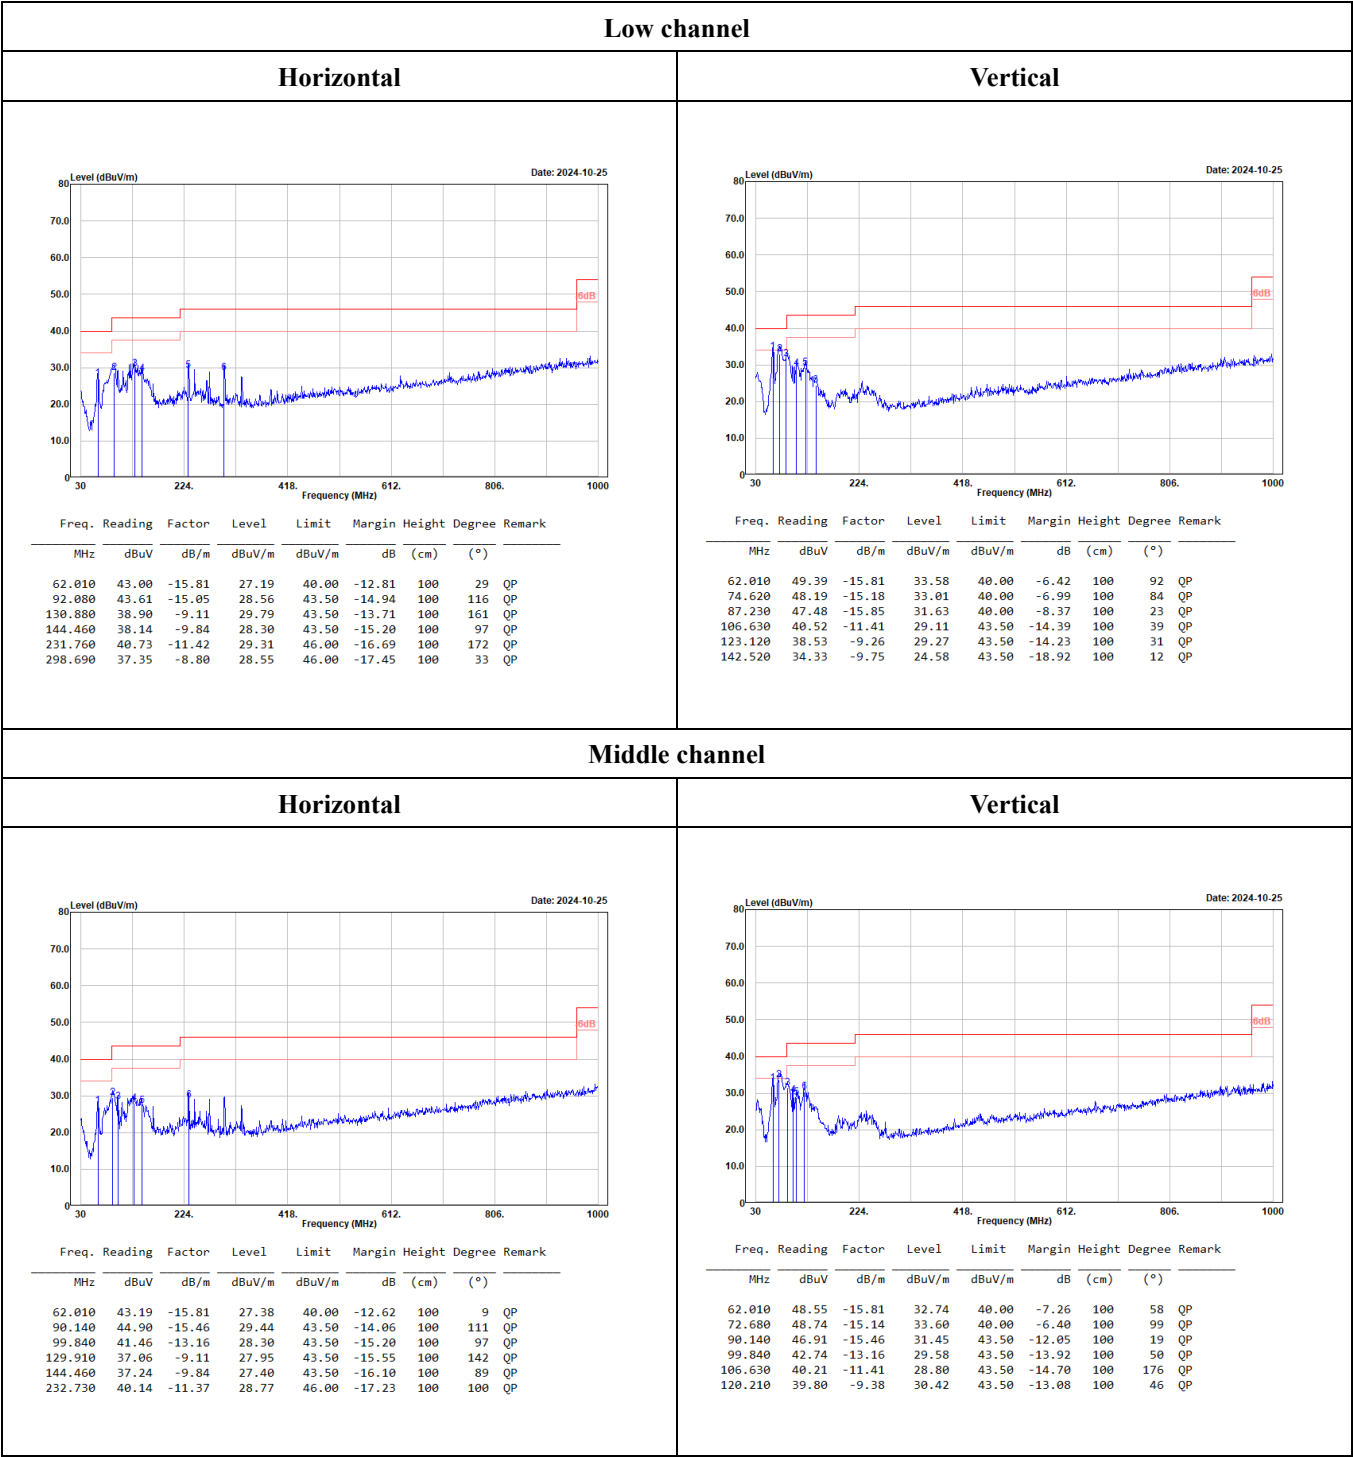 Low channel
Horizontal
Vertical
Level (dBuV/m)
Date: 2024-10-25
80
70.0
60.0
50.0
40.0
30.0
20.0
10.0
0
6dB
30 224. 418. 612. 806. 1000
Frequency (MHz)
Freq. Reading Factor Level Limit Margin Height Degree Remark
MHz dBuV dB/m dBuV/m dBuV/m dB (cm) (°)
62.010 43.00 -15.81 27.19 40.00 -12.81 100 29 QP
92.080 43.61 -15.05 28.56 43.50 -14.94 100 116 QP
130.880 38.90 -9.11 29.79 43.50 -13.71 100 161 QP
144.460 38.14 -9.84 28.30 43.50 -15.20 100 97 QP
231.760 40.73 -11.42 29.31 46.00 -16.69 100 172 QP
298.690 37.35 -8.80 28.55 46.00 -17.45 100 33 QP
Level (dBuV/m)
Date: 2024-10-25
80
70.0
60.0
50.0
40.0
30.0
20.0
10.0
0
6dB
30 224. 418. 612. 806. 1000
Frequency (MHz)
Freq. Reading Factor Level Limit Margin Height Degree Remark
MHz dBuV dB/m dBuV/m dBuV/m dB (cm) (°)
62.010 49.39 -15.81 33.58 40.00 -6.42 100 92 QP
74.620 48.19 -15.18 33.01 40.00 -6.99 100 84 QP
87.230 47.48 -15.85 31.63 40.00 -8.37 100 23 QP
106.630 40.52 -11.41 29.11 43.50 -14.39 100 39 QP
123.120 38.53 -9.26 29.27 43.50 -14.23 100 31 QP
142.520 34.33 -9.75 24.58 43.50 -18.92 100 12 QP
Middle channel
Horizontal
Vertical
Level (dBuV/m)
Date: 2024-10-25
80
70.0
60.0
50.0
40.0
30.0
20.0
10.0
0
6dB
30 224. 418. 612. 806. 1000
Frequency (MHz)
Freq. Reading Factor Level Limit Margin Height Degree Remark
MHz dBuV dB/m dBuV/m dBuV/m dB (cm) (°)
62.010 43.19 -15.81 27.38 40.00 -12.62 100 9 QP
90.140 44.90 -15.46 29.44 43.50 -14.06 100 111 QP
99.840 41.46 -13.16 28.30 43.50 -15.20 100 97 QP
129.910 37.06 -9.11 27.95 43.50 -15.55 100 142 QP
144.460 37.24 -9.84 27.40 43.50 -16.10 100 89 QP
232.730 40.14 -11.37 28.77 46.00 -17.23 100 100 QP
Level (dBuV/m)
Date: 2024-10-25
80
70.0
60.0
50.0
40.0
30.0
20.0
10.0
0
6dB
30 224. 418. 612. 806. 1000
Frequency (MHz)
Freq. Reading Factor Level Limit Margin Height Degree Remark
MHz dBuV dB/m dBuV/m dBuV/m dB (cm) (°)
62.010 48.55 -15.81 32.74 40.00 -7.26 100 58 QP
72.680 48.74 -15.14 33.60 40.00 -6.40 100 99 QP
90.140 46.91 -15.46 31.45 43.50 -12.05 100 19 QP
99.840 42.74 -13.16 29.58 43.50 -13.92 100 50 QP
106.630 40.21 -11.41 28.80 43.50 -14.70 100 176 QP
120.210 39.80 -9.38 30.42 43.50 -13.08 100 46 QP